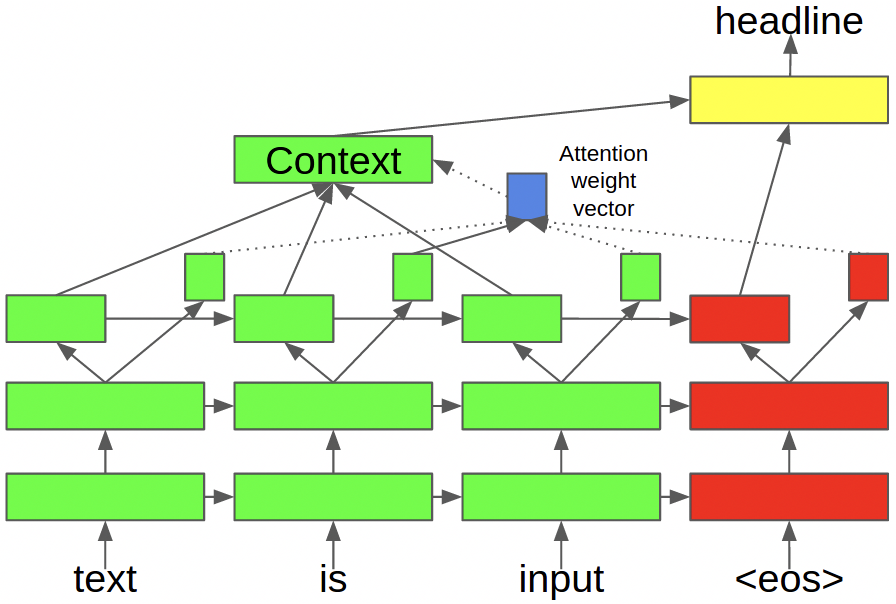 headline
Context
Attention
weight
vector
text is input <eos>